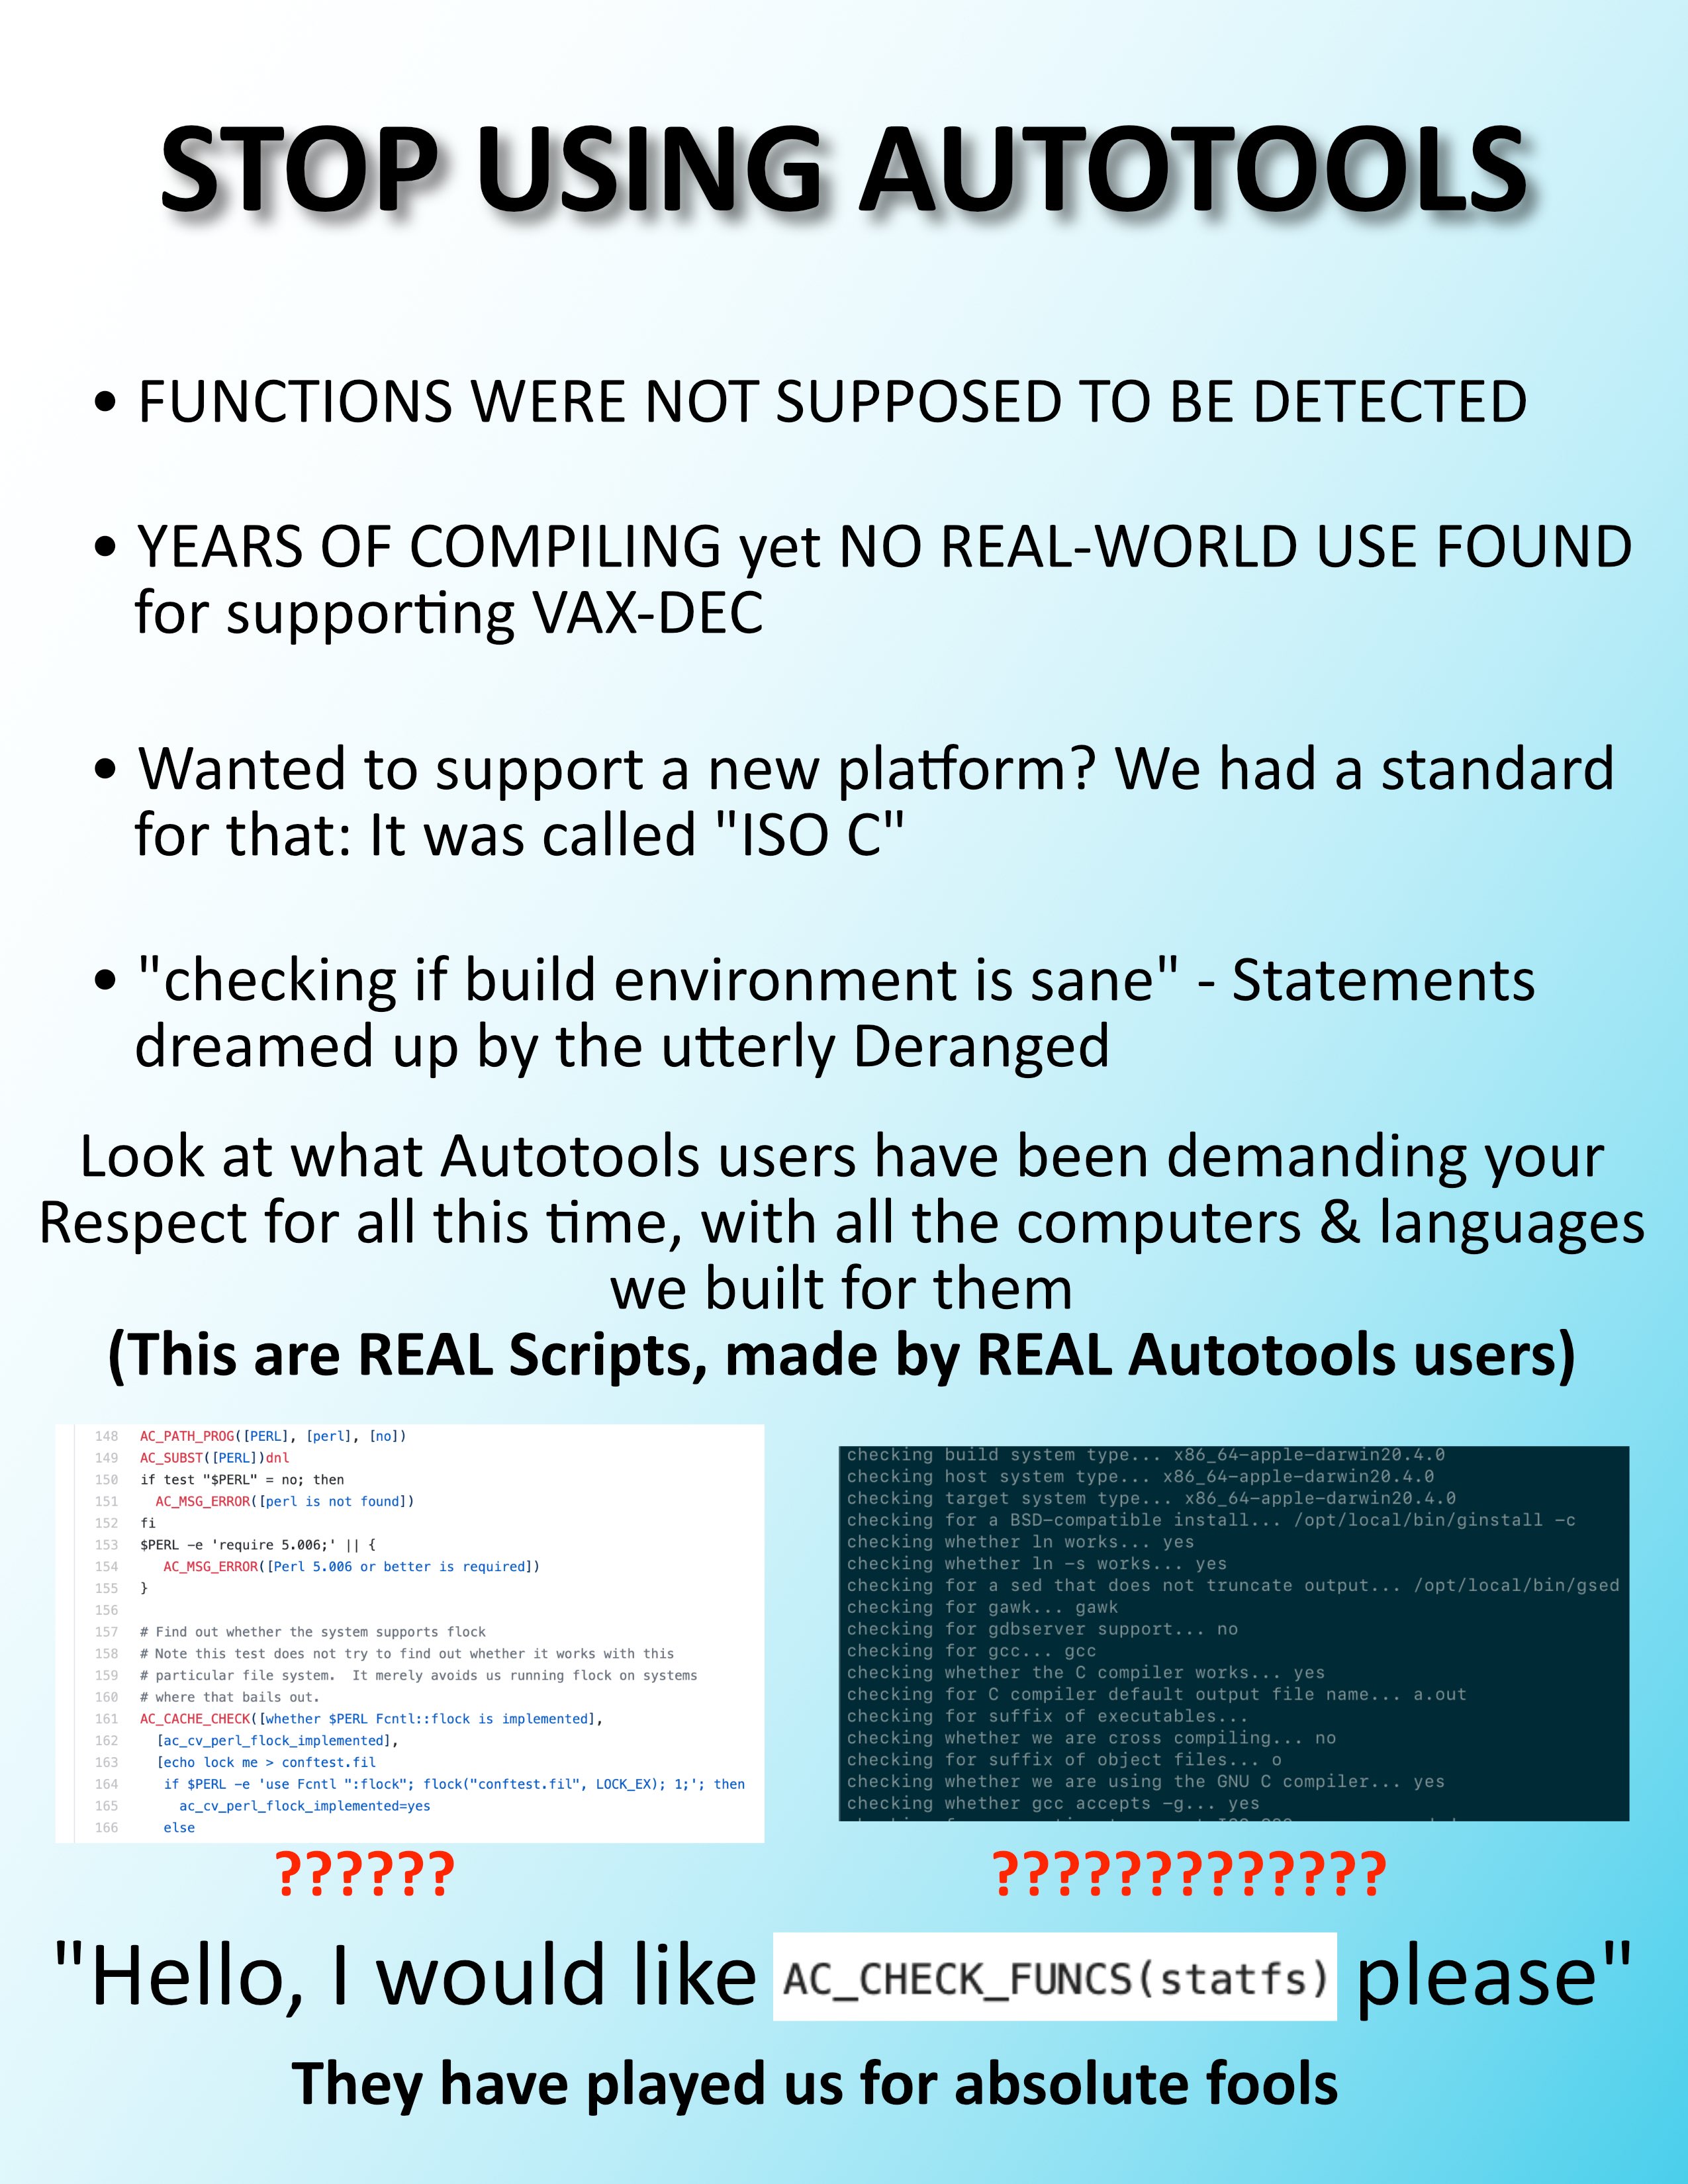 STOP USING AUTOTOOLS
• FUNCTIONS WERE NOT SUPPOSED TO BE DETECTED
• YEARS OF COMPILING yet NO REAL-WORLD USE FOUND
for supporting VAX-DEC
• Wanted to support a new platform? We had a standard
for that: It was called "ISO C"
• "checking if build environment is sane" - Statements
dreamed up by the utterly Deranged
Look at what Autotools users have been demanding your
Respect for all this time, with all the computers & languages
we built for them
(This are REAL Scripts, made by REAL Autotools users)
148 AC_PATH_PROG([PERL], [perl], [no])
149 AC_SUBST([PERL])dnl
150 if test "$PERL" = no; then
151 AC_MSG_ERROR([perl is not found])
152 fi
153 $PERL -e 'require 5.006;' || {
154 AC_MSG_ERROR([Perl 5.006 or better is required])
155 }
156
157 # Find out whether the system supports flock
158 # Note this test does not try to find out whether it works with this
159 # particular file system.  It merely avoids us running flock on systems
160 # where that bails out.
161 AC_CACHE_CHECK([whether $PERL Fcntl::flock is implemented],
162 [ac_cv_perl_flock_implemented],
163 [echo lock me > conftest.fil
164 if $PERL -e 'use Fcntl ":flock"; flock("conftest.fil", LOCK_EX); 1;'; then
165 ac_cv_perl_flock_implemented=yes
166 else
checking build system type... x86_64-apple-darwin20.4.0
checking host system type... x86_64-apple-darwin20.4.0
checking target system type... x86_64-apple-darwin20.4.0
checking for a BSD-compatible install... /opt/local/bin/ginstall -c
checking whether ln works... yes
checking whether ln -s works... yes
checking for a sed that does not truncate output... /opt/local/bin/gsed
checking for gawk... gawk
checking for gdbserver support... no
checking for gcc... gcc
checking whether the C compiler works... yes
checking for C compiler default output file name... a.out
checking for suffix of executables...
checking whether we are cross compiling... no
checking for suffix of object files... o
checking whether we are using the GNU C compiler... yes
checking whether gcc accepts -g... yes
?????? ?????????????
"Hello, I would like AC_CHECK_FUNCS(statfs) please"
They have played us for absolute fools